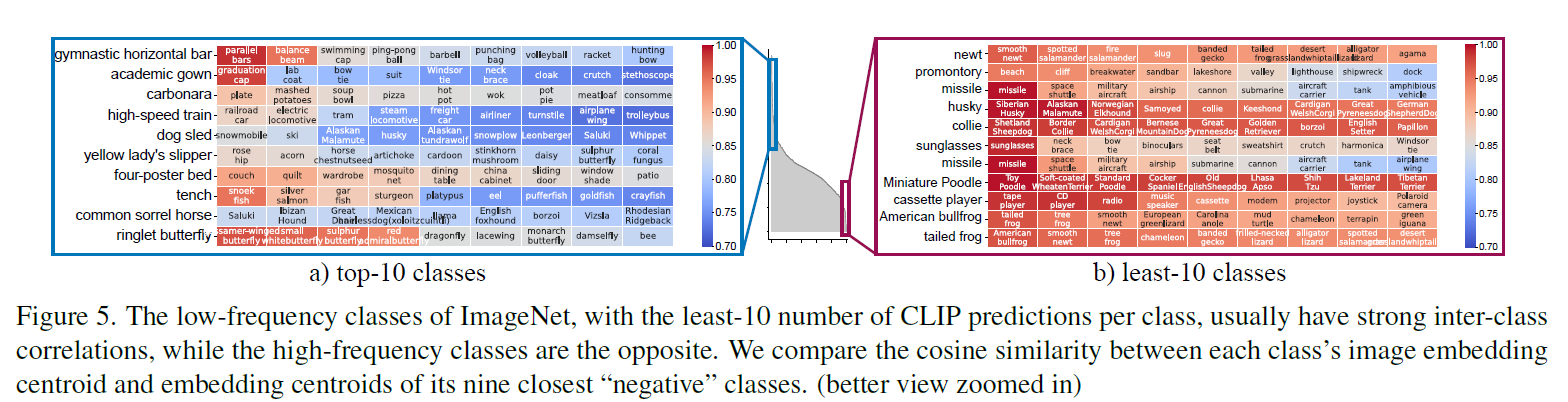 gymnastic horizontal bar parallel bars balance beam swimming cap ping-pong ball barbell punching bag volleyball racket hunting bow
academic gown graduation cap lab coat bow tie suit Windsor tie neck brace cloak crutch stethoscope
carbonara plate mashed potatoes soup bowl pizza hot pot wok pot pie meatloaf consomme
high-speed train railroad car electric locomotive tram steam locomotive freight car airliner turnstile airplane wing trolleybus
dog sled snowmobile ski Alaskan Malamute husky Alaskan tundrawolf snowplow Leonberger Saluki Whippet
yellow lady's slipper rose hip acorn horse chestnutseed artichoke cardoon stinkhorn mushroom daisy sulphur butterfly coral fungus
four-poster bed couch quilt wardrobe mosquito net dining table china cabinet sliding door window shade patio
tench snoek fish silver salmon gar fish sturgeon platypus eel pufferfish goldfish crayfish
common sorrel horse Saluki Ibizan Hound Great Mexican llama English foxhound borzoi Vizsla Rhodesian Ridgeback
ringlet butterfly butterfly small whitebutterfly sulphur butterfly red admiralbutterfly dragonfly lacewing monarch butterfly damselfly bee
1.00
0.95
0.90
0.85
0.80
0.75
0.70
newt smooth newt spotted salamander fire salamander slug banded gecko tailed frog desert alligator lizard agama
promontory beach cliff breakwater sandbar lakeshore valley lighthouse shipwreck dock
missile missile space shuttle military aircraft airship cannon submarine aircraft carrier tank amphibious vehicle
husky Siberian Husky Alaskan Malamute Norwegian Elkhound Samoyed collie Keeshond Cardigan WelshCorgi Great Pyreneesdog German ShepherdDog
collie Shetland Sheepdog Border Collie Cardigan WelshCorgi Bernese MountainDog Great Pyreneesdog Golden Retriever borzoi English Setter Papillon
sunglasses sunglasses neck brace bow tie binoculars seat belt sweatshirt crutch harmonica Windsor tie
missile missile space shuttle military aircraft airship submarine cannon aircraft carrier tank airplane wing
Miniature Poodle Toy Poodle Soft-coated WheatenTerrier Standard Poodle Cocker Spaniel Old EnglishSheepdog Lhasa Apso Shih Tzu Lakeland Terrier Tibetan Terrier
cassette player tape player CD player radio music speaker cassette modem projector joystick Polaroid camera
American bullfrog tailed frog tree frog smooth newt European greenlizard Carolina anole mud turtle chameleon terrapin green iguana
tailed frog American bullfrog smooth newt tree frog chameleon banded gecko frilled-necked lizard alligator lizard spotted desert
1.00
0.95
0.90
0.85
0.80
0.75
0.70
a) top-10 classes
b) least-10 classes
Figure 5. The low-frequency classes of ImageNet, with the least-10 number of CLIP predictions per class, usually have strong inter-class
correlations, while the high-frequency classes are the opposite. We compare the cosine similarity between each class's image embedding
centroid and embedding centroids of its nine closest “negative” classes. (better view zoomed in)